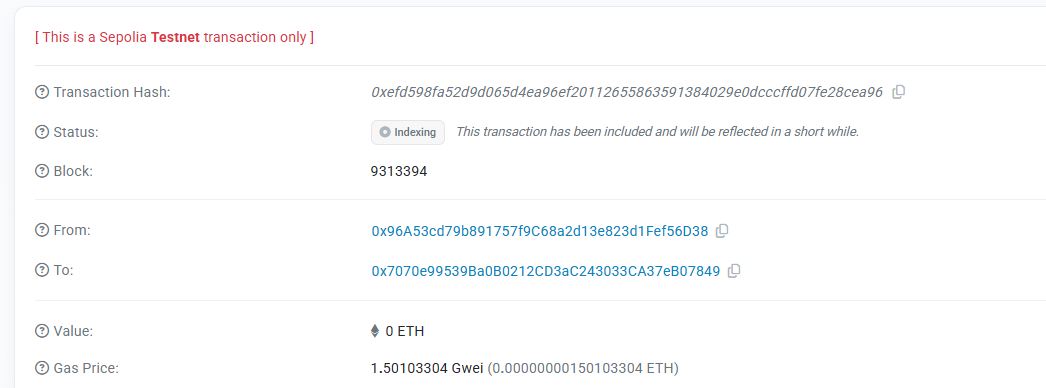 [ This is a Sepolia Testnet transaction only ]
Transaction Hash: 0xefd598fa52d9d065d4ea96ef20112655863591384029e0dcccffd07fe28cea96
Status: Indexing This transaction has been included and will be reflected in a short while.
Block: 9313394
From: 0x96A53cd79b891757f9C68a2d13e823d1Fef56D38
To: 0x7070e99539Ba0B0212CD3aC243033CA37eB07849
Value: 0 ETH
Gas Price: 1.50103304 Gwei (0.00000000150103304 ETH)